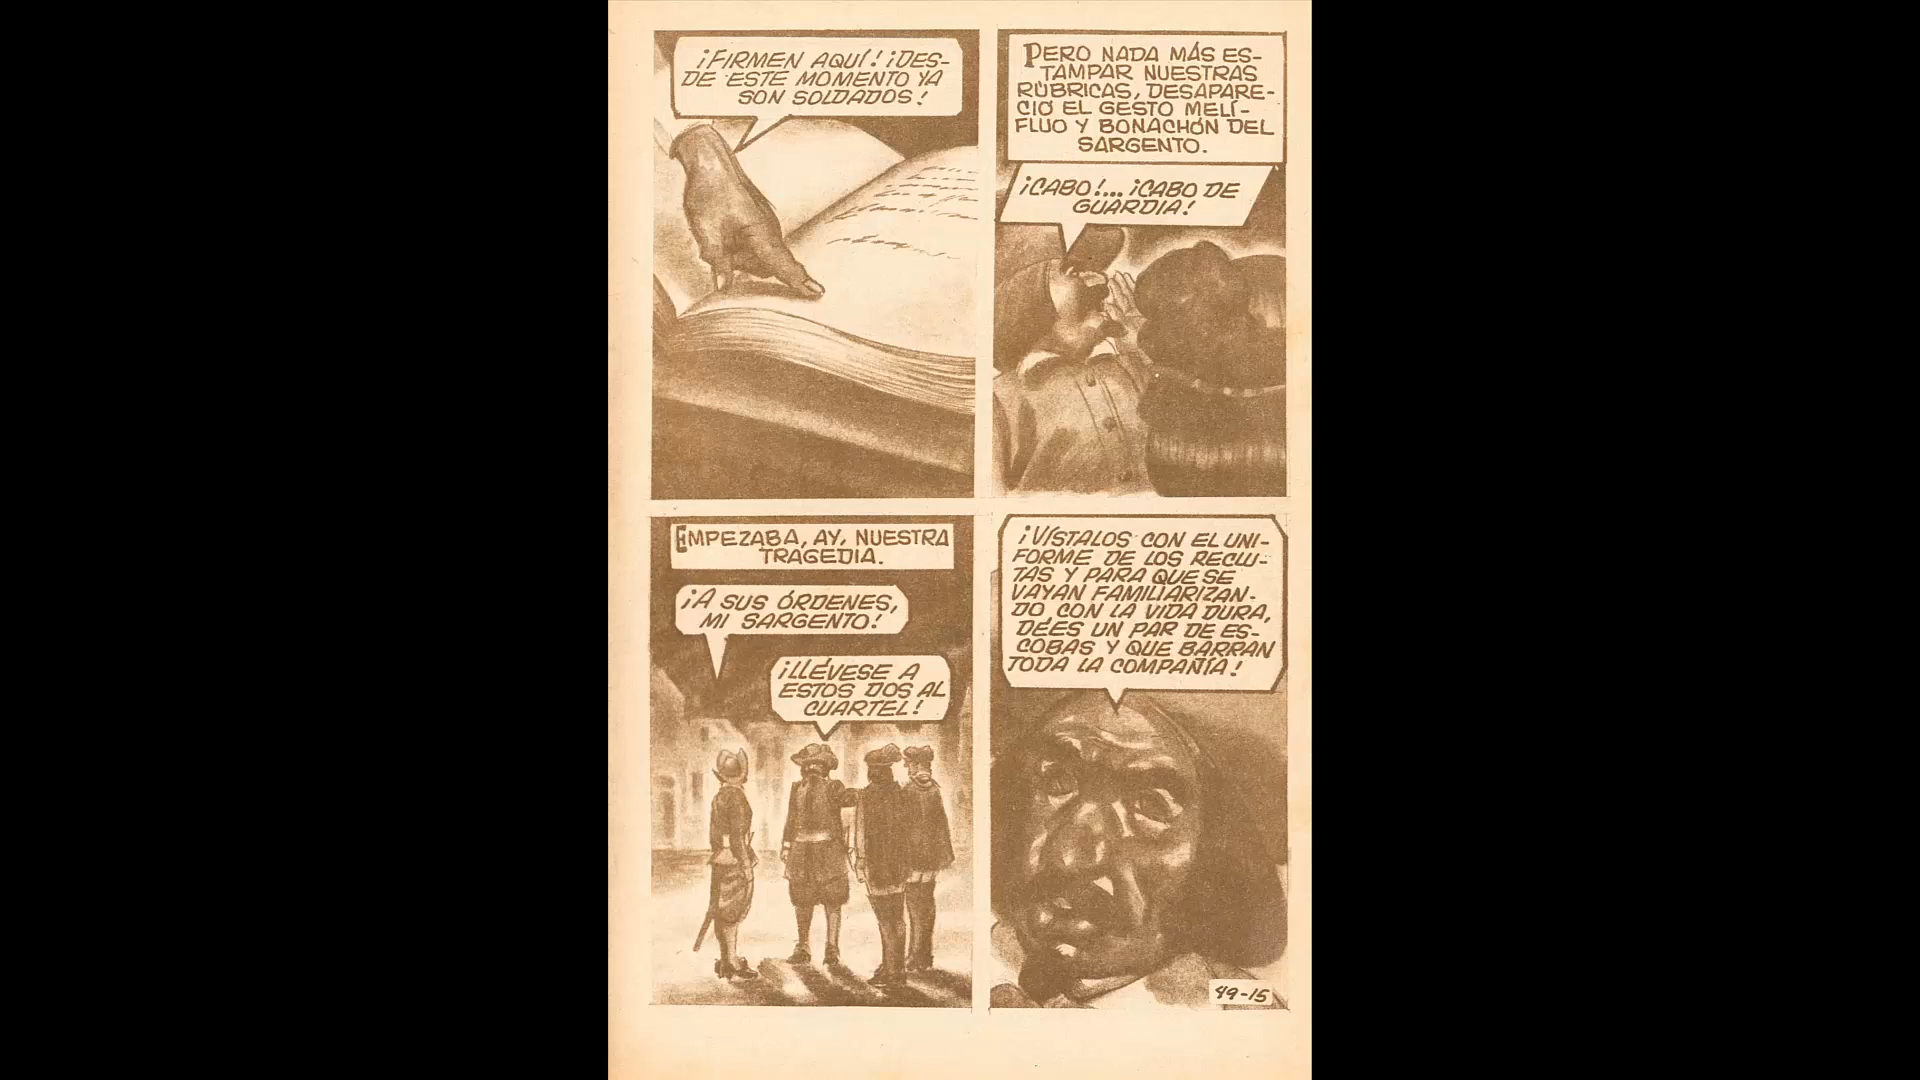 ¡FIRMEN AQUÍ! ¡DES-
DE ESTE MOMENTO YA
SON SOLDADOS!
PERO NADA MÁS ES-
TAMPAR NUESTRAS
RÚBRICAS, DESAPARE-
CIÓ EL GESTO MELÍ-
FLUO Y BONACHÓN DEL
SARGENTO.
¡CABO!... ¡CABO DE
GUARDIA!
EMPEZABA, AY, NUESTRA
TRAGEDIA.
¡A SUS ÓRDENES,
MI SARGENTO!
¡LLÉVESE A
ESTOS DOS AL
CUARTEL!
¡VÍSTALOS CON EL UNI-
FORME DE LOS RECLU-
TAS Y PARA QUE SE
VAYAN FAMILIARIZAN-
DO CON LA VIDA DURA,
DÉES UN PAR DE ES-
COBAS Y QUE BARRAN
TODA LA COMPAÑÍA!
49-15